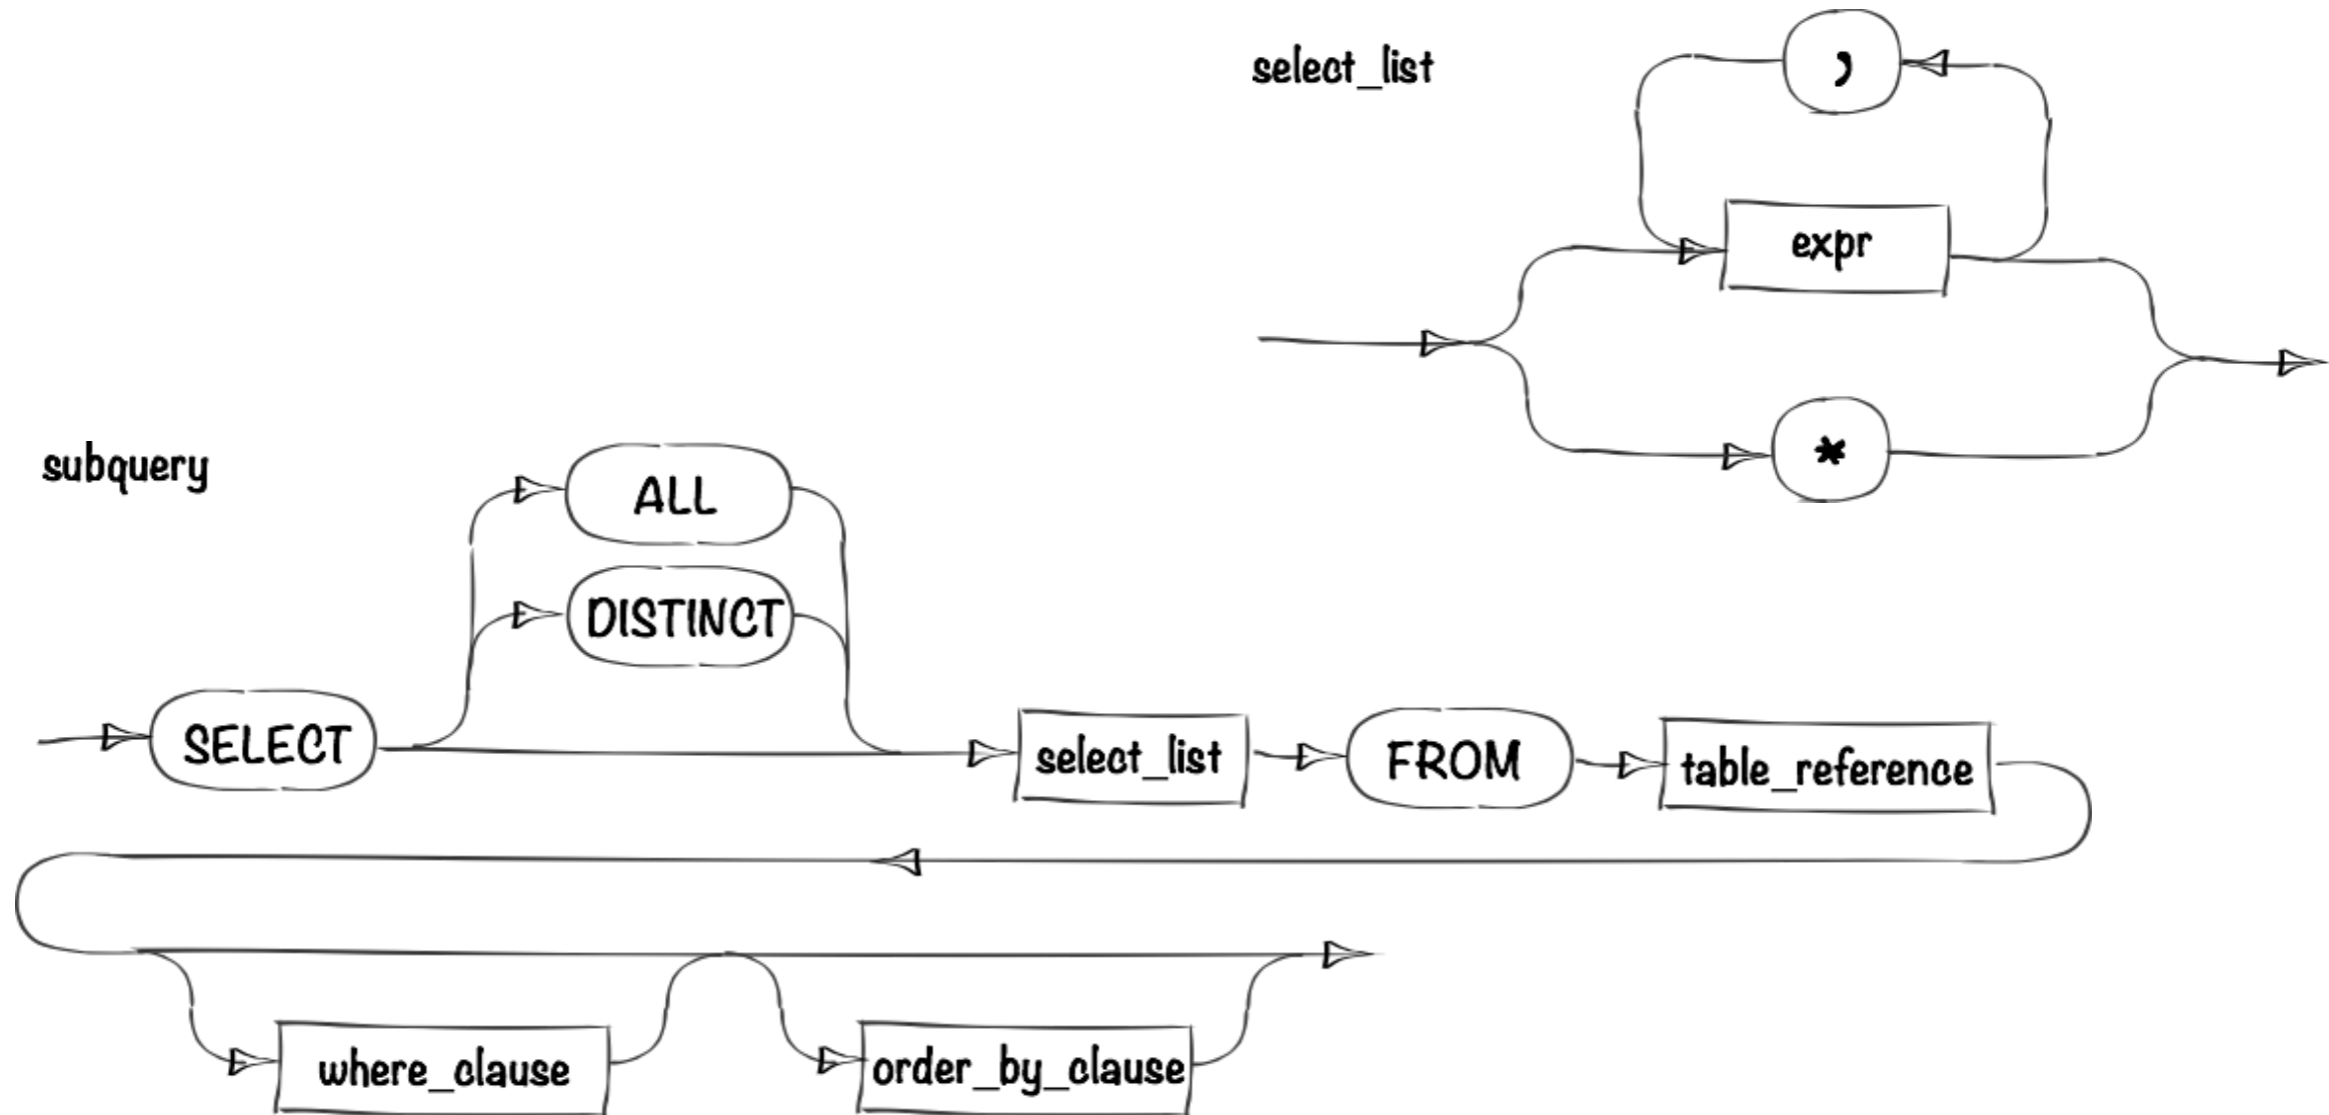 select_list
,
expr
*
subquery
ALL
DISTINCT
SELECT select_list FROM table_reference
where_clause order_by_clause